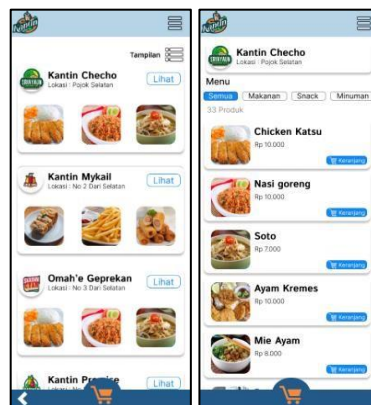 Tampilan
Kantin Checho
Lokasi : Pojok Selatan
Lihat
Kantin Mykail
Lokasi : No 2 Dari Selatan
Lihat
Omah'e Geprekan
Lokasi : No 3 Dari Selatan
Lihat
Kantin
Lihat
Kantin Checho
Lokasi : Pojok Selatan
Menu
Semua Makanan Snack Minuman
33 Produk
Chicken Katsu
Rp 10.000
Keranjang
Nasi goreng
Rp 10.000
Keranjang
Soto
Rp 7.000
Keranjang
Ayam Kremes
Rp 10.000
Keranjang
Mie Ayam
Rp 8.000
Keranjang